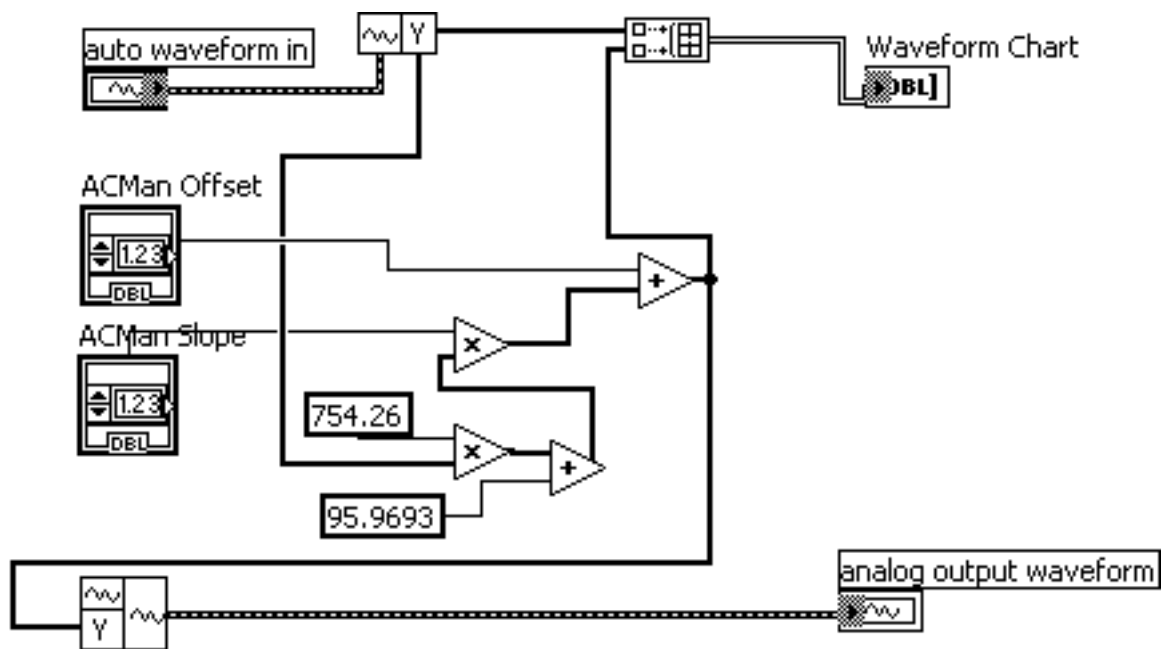 auto waveform in
Y
Waveform Chart
DBL]
ACMan Offset
1.23
DBL
ACMan Slope
1.23
DBL
+
×
754.26
×
+
95.9693
Y
analog output waveform